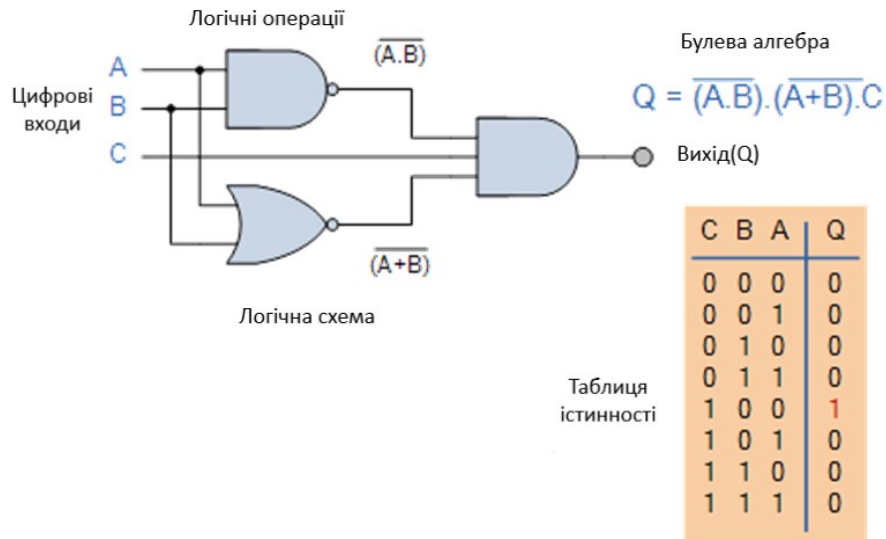 Логічні операції
(A.B)
Булева алгебра
A
Цифрові
входи
B
Q = (A.B).(A+B).C
C
Вихід(Q)
(A+B)
Логічна схема
C B A Q
0 0 0 0
0 0 1 0
0 1 0 0
0 1 1 0
Таблиця
істинності
1 0 0 1
1 0 1 0
1 1 0 0
1 1 1 0